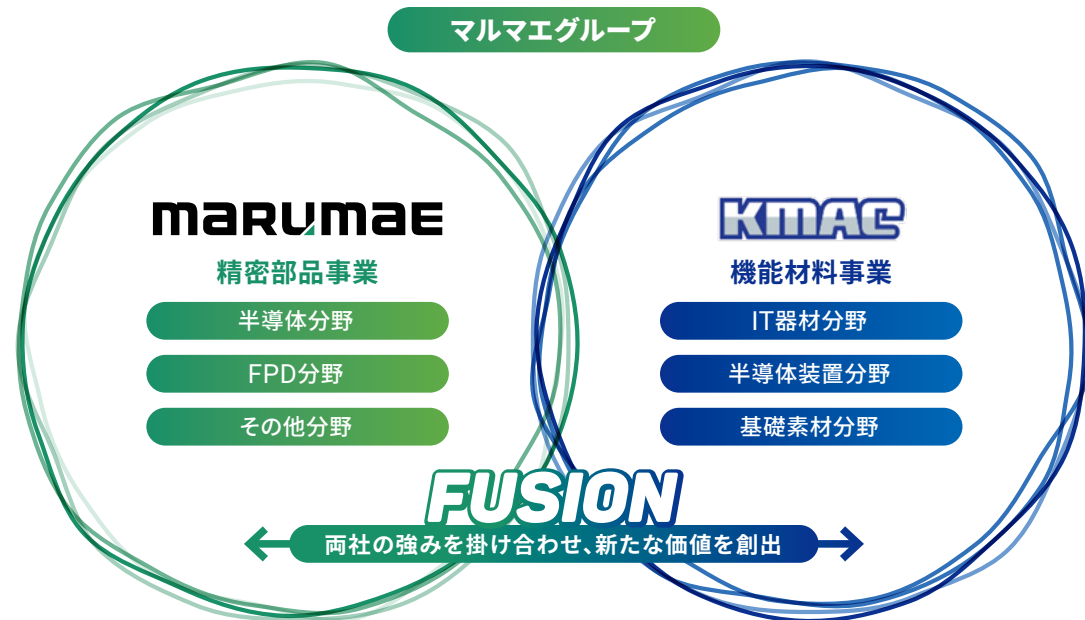 マルマエグループ
maRUmaE
精密部品事業
半導体分野
FPD分野
その他分野
KMAC
機能材料事業
IT器材分野
半導体装置分野
基礎素材分野
FUSION
両社の強みを掛け合わせ、新たな価値を創出